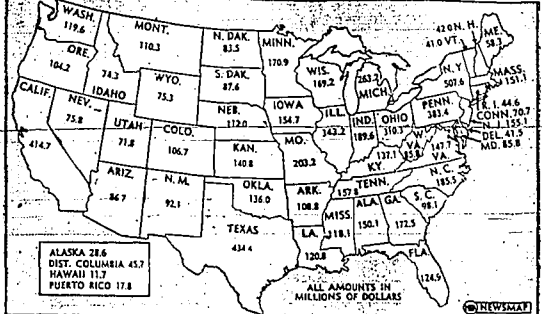 WASH.
119.6
ORE.
104.2
CALIF.
414.7
NEV.
75.8
74.3
IDAHO
MONT.
110.3
WYO.
75.3
UTAH
71.8
COLO.
106.7
ARIZ.
86.7
N. M.
92.1
N. DAK.
83.5
S. DAK.
87.6
NEB.
112.0
KAN.
140.8
OKLA.
136.0
TEXAS
434.4
MINN.
170.9
IOWA
154.7
MO.
203.2
ARK.
108.8
LA.
120.8
WIS.
169.2
ILL.
343.2
263.2
MICH.
IND.
189.6
OHIO
310.3
KY.
137.1
TENN.
157.8
MISS.
118.1
ALA.
150.1
GA.
172.5
FLA.
124.9
S. C.
98.1
N. C.
185.5
VA.
147.7
W.
VA.
85.8
PENN.
383.4
N.Y
507.6
42.0 N. H.
41.0 VT.
ME.
58.3
MASS.
151.1
R. I. 44.6
CONN. 70.7
N. J. 155.1
DEL. 41.5
MD. 85.8
ALASKA 28.6
DIST. COLUMBIA 45.7
HAWAII 11.7
PUERTO RICO 17.8
ALL AMOUNTS IN
MILLIONS OF DOLLARS
NEWSMAP